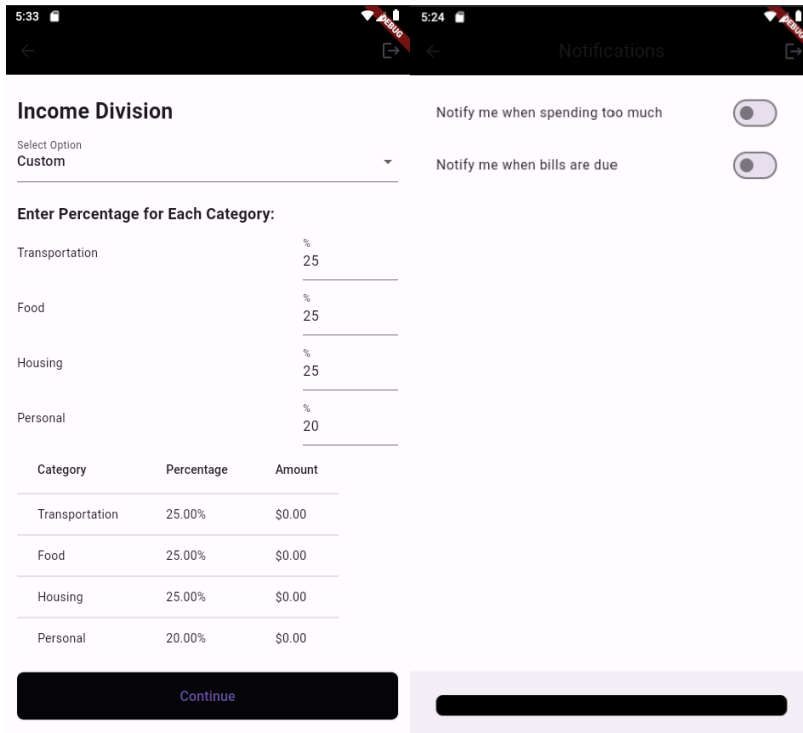 5:33
DEBUG
Income Division
Select Option
Custom
Enter Percentage for Each Category:
Transportation
%
25
Food
%
25
Housing
%
25
Personal
%
20
Category Percentage Amount
Transportation 25.00% $0.00
Food 25.00% $0.00
Housing 25.00% $0.00
Personal 20.00% $0.00
Continue
5:24
DEBUG
Notifications
Notify me when spending too much
Notify me when bills are due